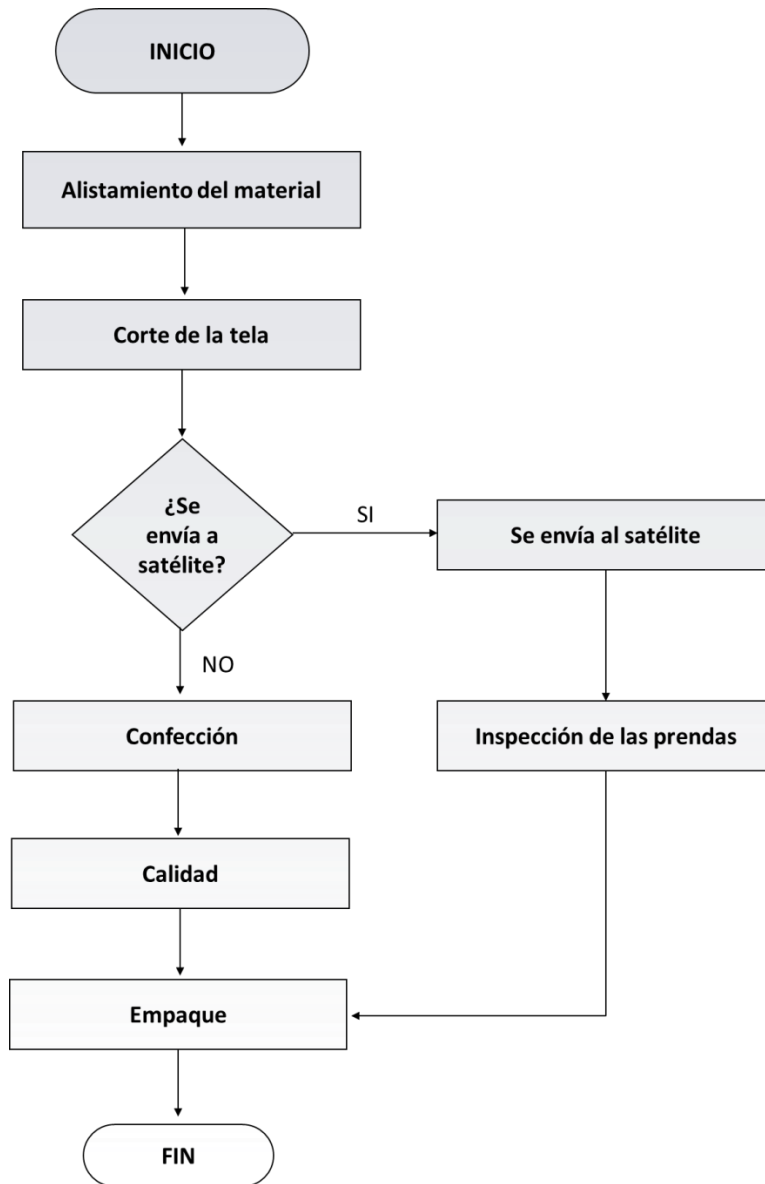 INICIO
Alistamiento del material
Corte de la tela
¿Se
envía a
satélite?
SI
Se envía al satélite
NO
Confección
Inspección de las prendas
Calidad
Empaque
FIN